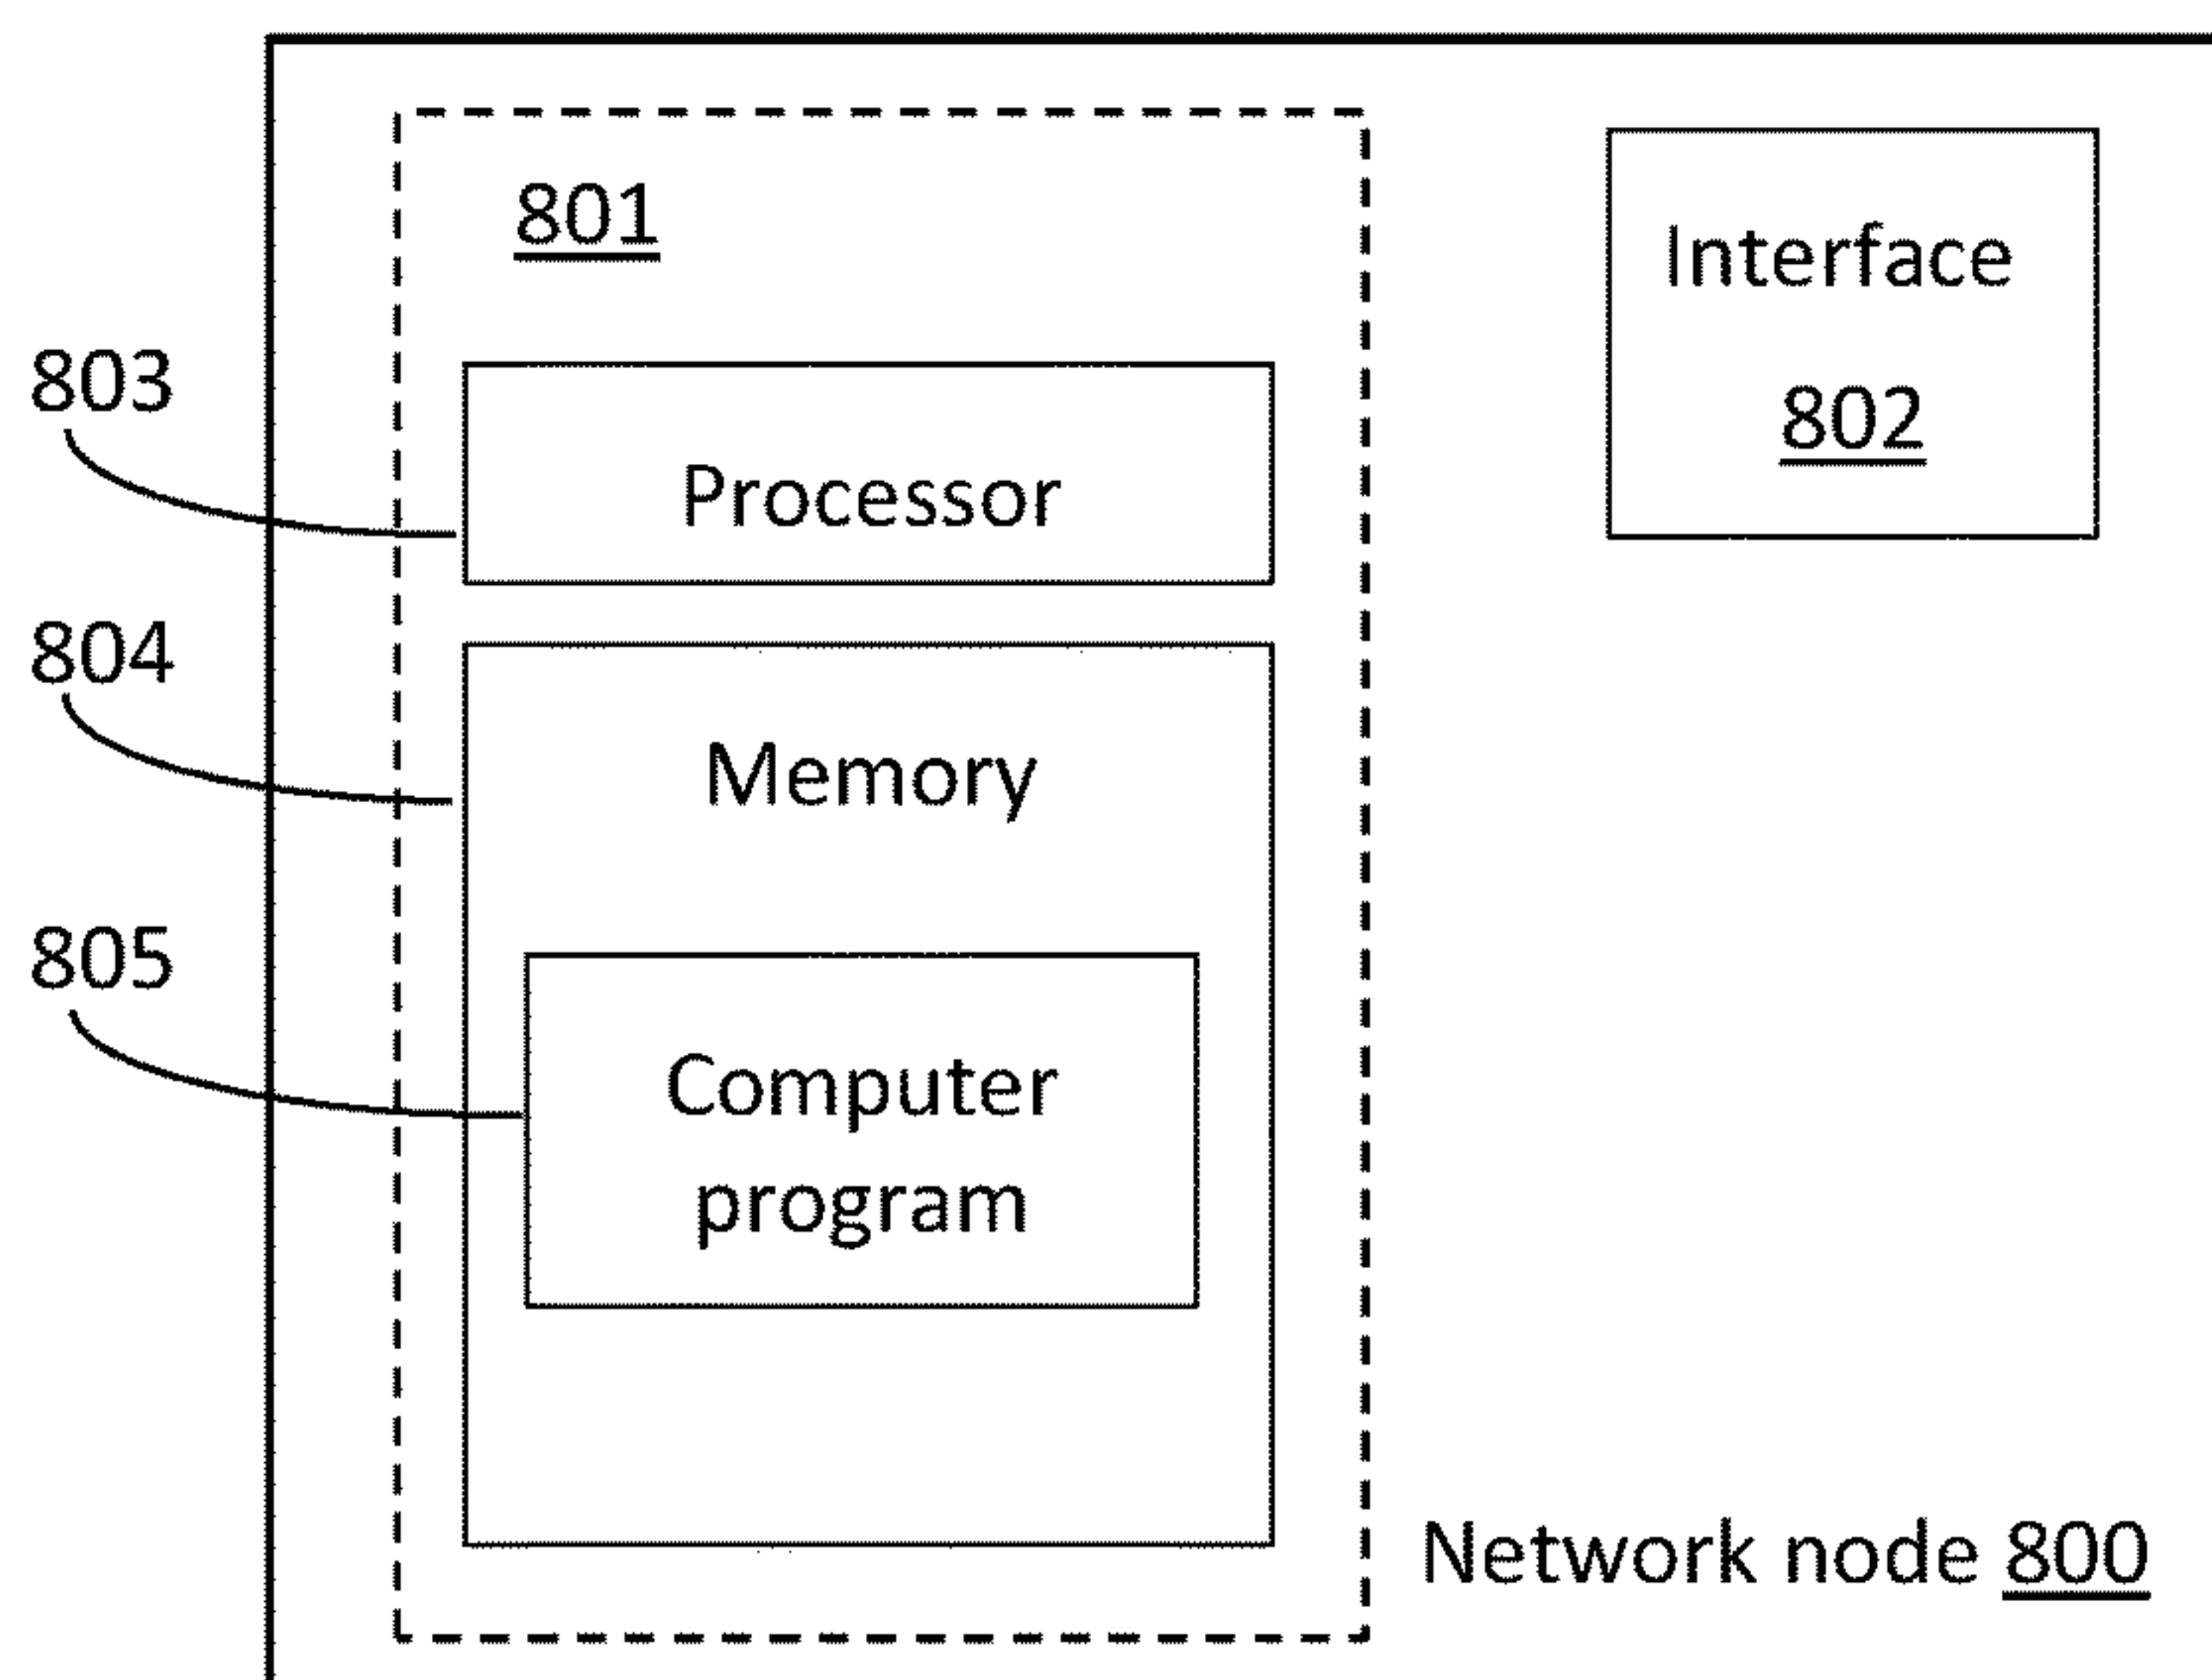 801
Interface
802
803
Processor
804
Memory
805
Computer
program
Network node 800